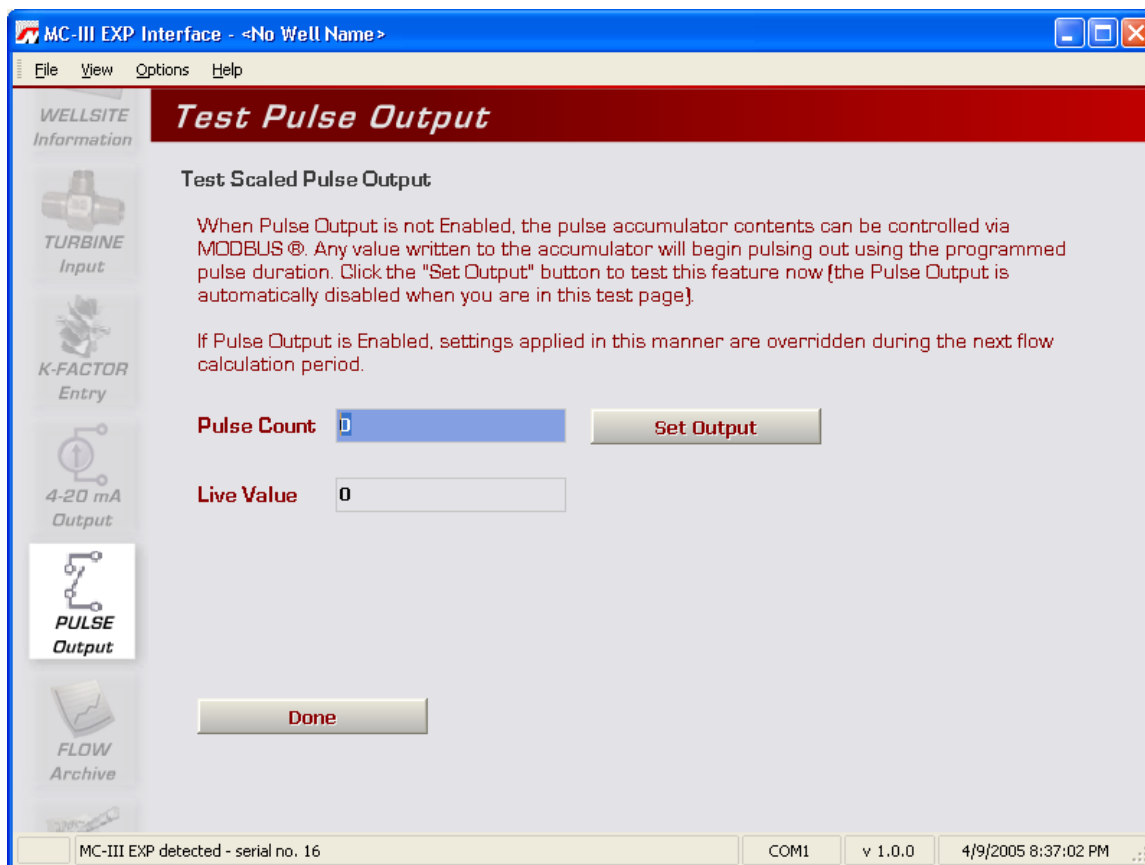 MC-III EXP Interface - <No Well Name>
File View Options Help
WELLSITE
Information
TURBINE
Input
K-FACTOR
Entry
4-20 mA
Output
PULSE
Output
FLOW
Archive
Test Pulse Output
Test Scaled Pulse Output
When Pulse Output is not Enabled, the pulse accumulator contents can be controlled via
MODBUS ®. Any value written to the accumulator will begin pulsing out using the programmed
pulse duration. Click the "Set Output" button to test this feature now (the Pulse Output is
automatically disabled when you are in this test page).
If Pulse Output is Enabled, settings applied in this manner are overridden during the next flow
calculation period.
Pulse Count 0 Set Output
Live Value 0
Done
MC-III EXP detected - serial no. 16 COM1 v 1.0.0 4/9/2005 8:37:02 PM